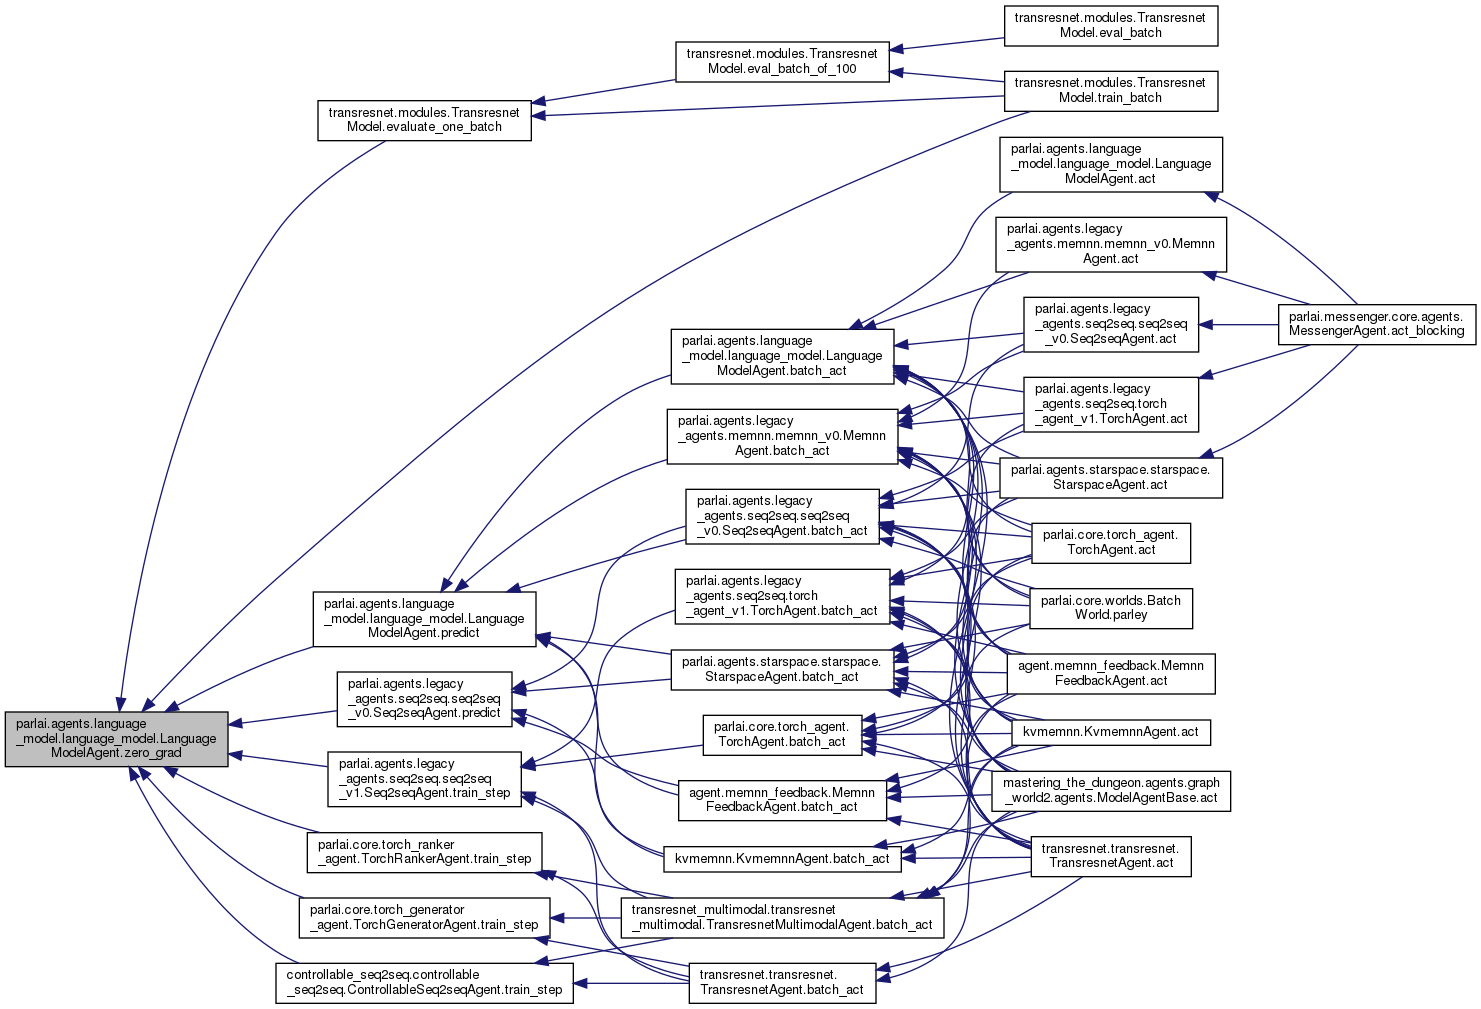 parlai.agents.language
_model.language_model.Language
ModelAgent.zero_grad
transresnet.modules.Transresnet
Model.evaluate_one_batch
parlai.agents.language
_model.language_model.Language
ModelAgent.predict
parlai.agents.legacy
_agents.seq2seq.seq2seq
_v0.Seq2seqAgent.predict
parlai.agents.legacy
_agents.seq2seq.seq2seq
_v1.Seq2seqAgent.train_step
parlai.core.torch_ranker
_agent.TorchRankerAgent.train_step
parlai.core.torch_generator
_agent.TorchGeneratorAgent.train_step
controllable_seq2seq.controllable
_seq2seq.ControllableSeq2seqAgent.train_step
transresnet.modules.Transresnet
Model.eval_batch_of_100
parlai.agents.language
_model.language_model.Language
ModelAgent.batch_act
parlai.agents.legacy
_agents.memnn.memnn_v0.Memnn
Agent.batch_act
parlai.agents.legacy
_agents.seq2seq.seq2seq
_v0.Seq2seqAgent.batch_act
parlai.agents.legacy
_agents.seq2seq.torch
_agent_v1.TorchAgent.batch_act
parlai.agents.starspace.starspace.
StarspaceAgent.batch_act
parlai.core.torch_agent.
TorchAgent.batch_act
agent.memnn_feedback.Memnn
FeedbackAgent.batch_act
kvmemnn.KvmemnnAgent.batch_act
transresnet_multimodal.transresnet
_multimodal.TransresnetMultimodalAgent.batch_act
transresnet.transresnet.
TransresnetAgent.batch_act
transresnet.modules.Transresnet
Model.eval_batch
transresnet.modules.Transresnet
Model.train_batch
parlai.agents.language
_model.language_model.Language
ModelAgent.act
parlai.agents.legacy
_agents.memnn.memnn_v0.Memnn
Agent.act
parlai.agents.legacy
_agents.seq2seq.seq2seq
_v0.Seq2seqAgent.act
parlai.agents.legacy
_agents.seq2seq.torch
_agent_v1.TorchAgent.act
parlai.agents.starspace.starspace.
StarspaceAgent.act
parlai.core.torch_agent.
TorchAgent.act
parlai.core.worlds.Batch
World.parley
agent.memnn_feedback.Memnn
FeedbackAgent.act
kvmemnn.KvmemnnAgent.act
mastering_the_dungeon.agents.graph
_world2.agents.ModelAgentBase.act
transresnet.transresnet.
TransresnetAgent.act
parlai.messenger.core.agents.
MessengerAgent.act_blocking